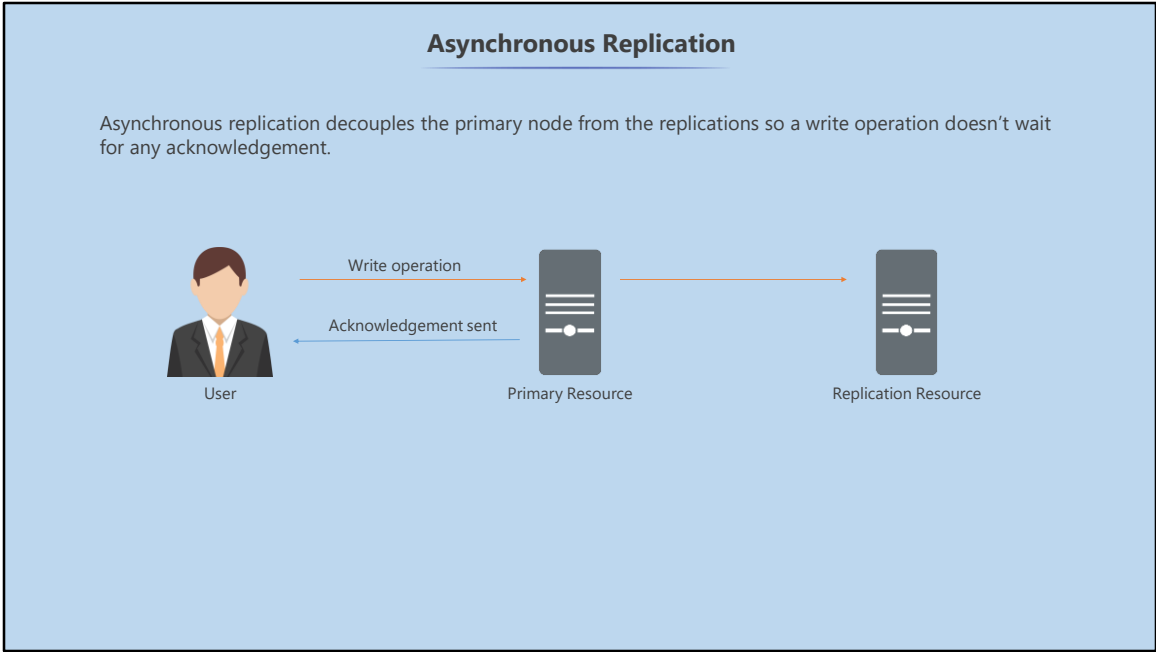 Asynchronous Replication
Asynchronous replication decouples the primary node from the replications so a write operation doesn’t wait
for any acknowledgement.
Write operation
Acknowledgement sent
User
Primary Resource
Replication Resource